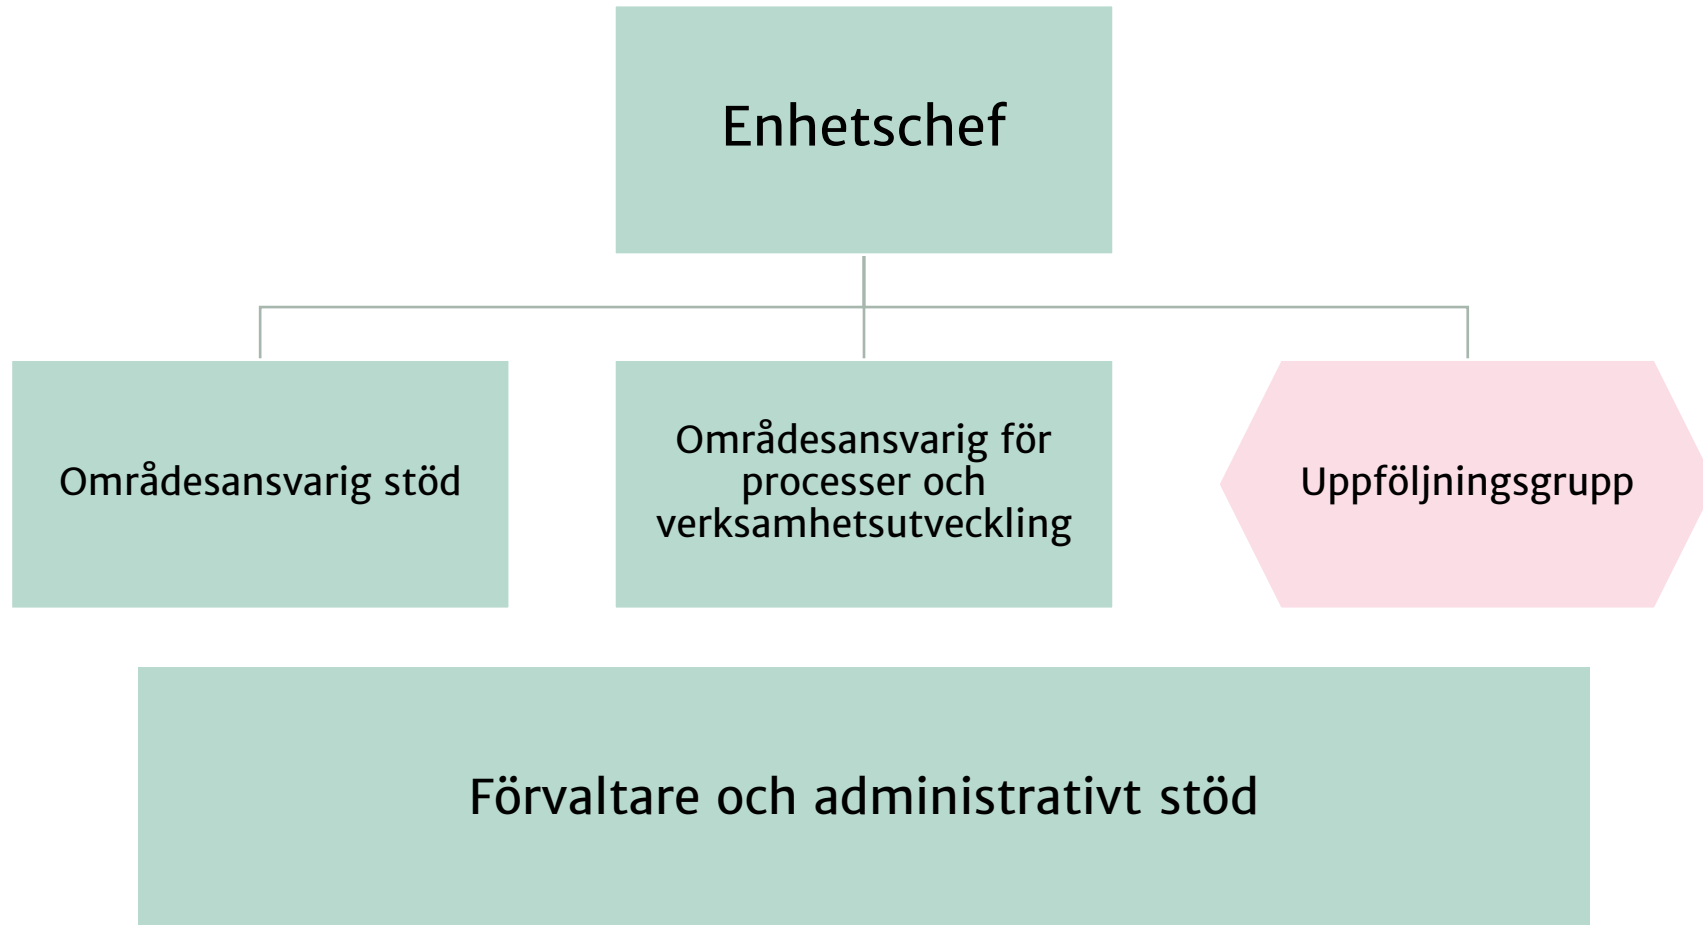 Enhetschef
Områdesansvarig stöd
Områdesansvarig för
processer och
verksamhetsutveckling
Uppföljningsgrupp
Förvaltare och administrativt stöd